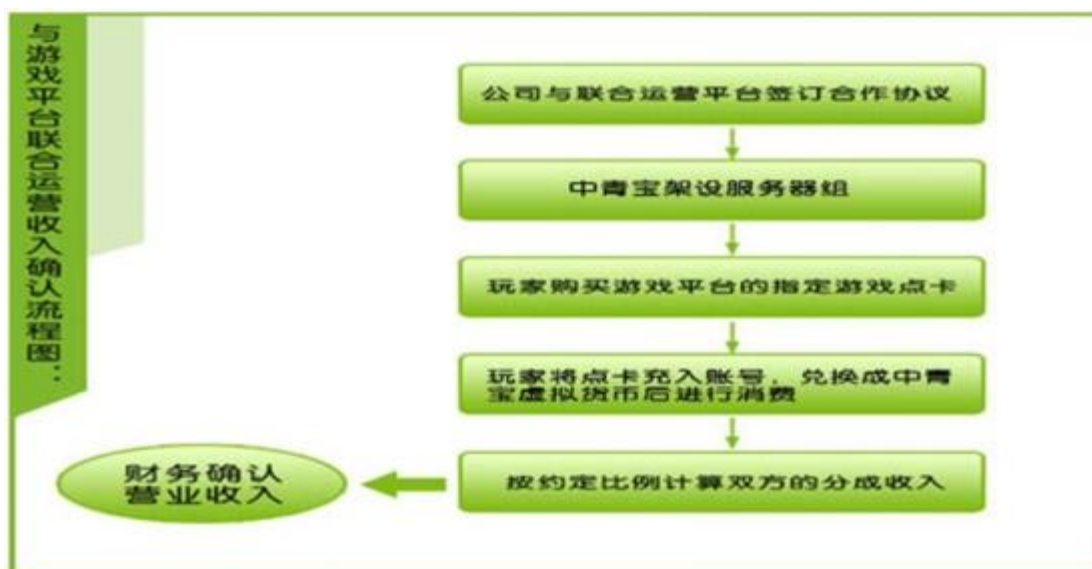 与游戏平台联合运营收入确认流程图：
公司与联合运营平台签订合作协议
中青宝架设服务器组
玩家购买游戏平台的指定游戏点卡
玩家将点卡充入账号，兑换成中青
宝虚拟货币后进行消费
按约定比例计算双方的分成收入
财务确认
营业收入